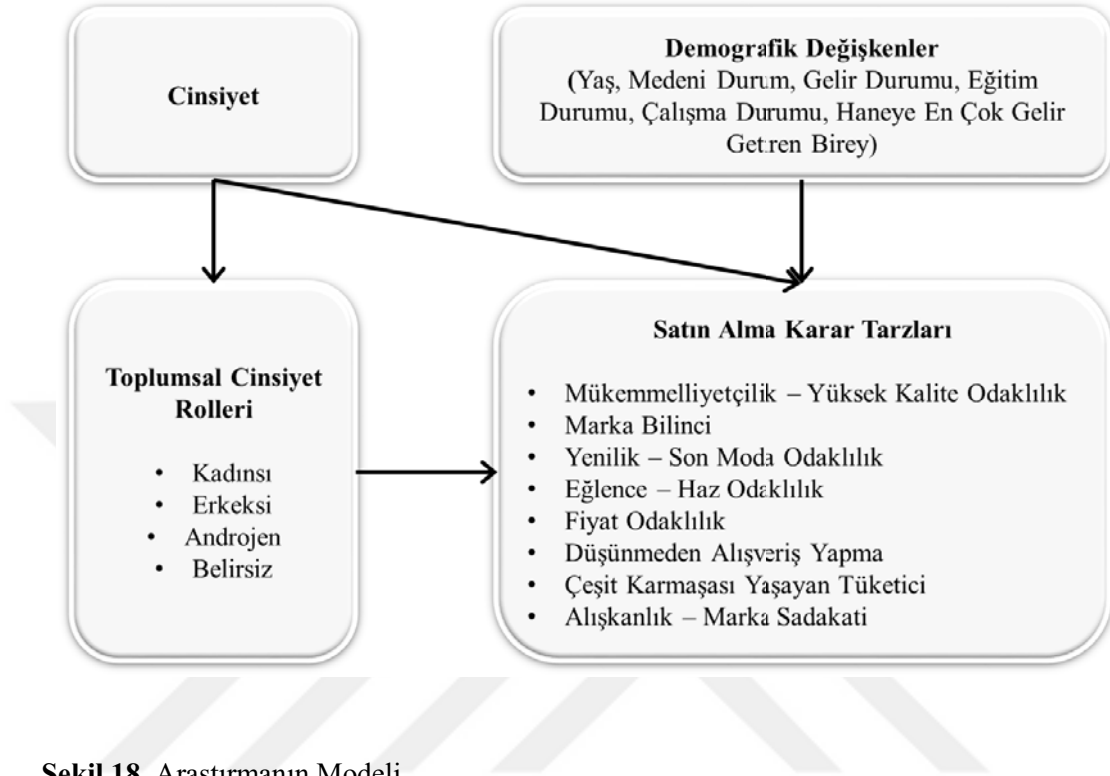 Cinsiyet
Demografik Değişkenler
(Yaş, Medeni Durum, Gelir Durumu, Eğitim
Durumu, Çalışma Durumu, Haneye En Çok Gelir
Getiren Birey)
Toplumsal Cinsiyet
Rolleri
• Kadınsı
• Erkeksi
• Androjen
• Belirsiz
Satın Alma Karar Tarzları
• Mükemmelliyetçilik – Yüksek Kalite Odaklılık
• Marka Bilinci
• Yenilik – Son Moda Odaklılık
• Eğlence – Haz Odaklılık
• Fiyat Odaklılık
• Düşünmeden Alışveriş Yapma
• Çeşit Karmaşası Yaşayan Tüketici
• Alışkanlık – Marka Sadakati
Şekil 18. Araştırmanın Modeli